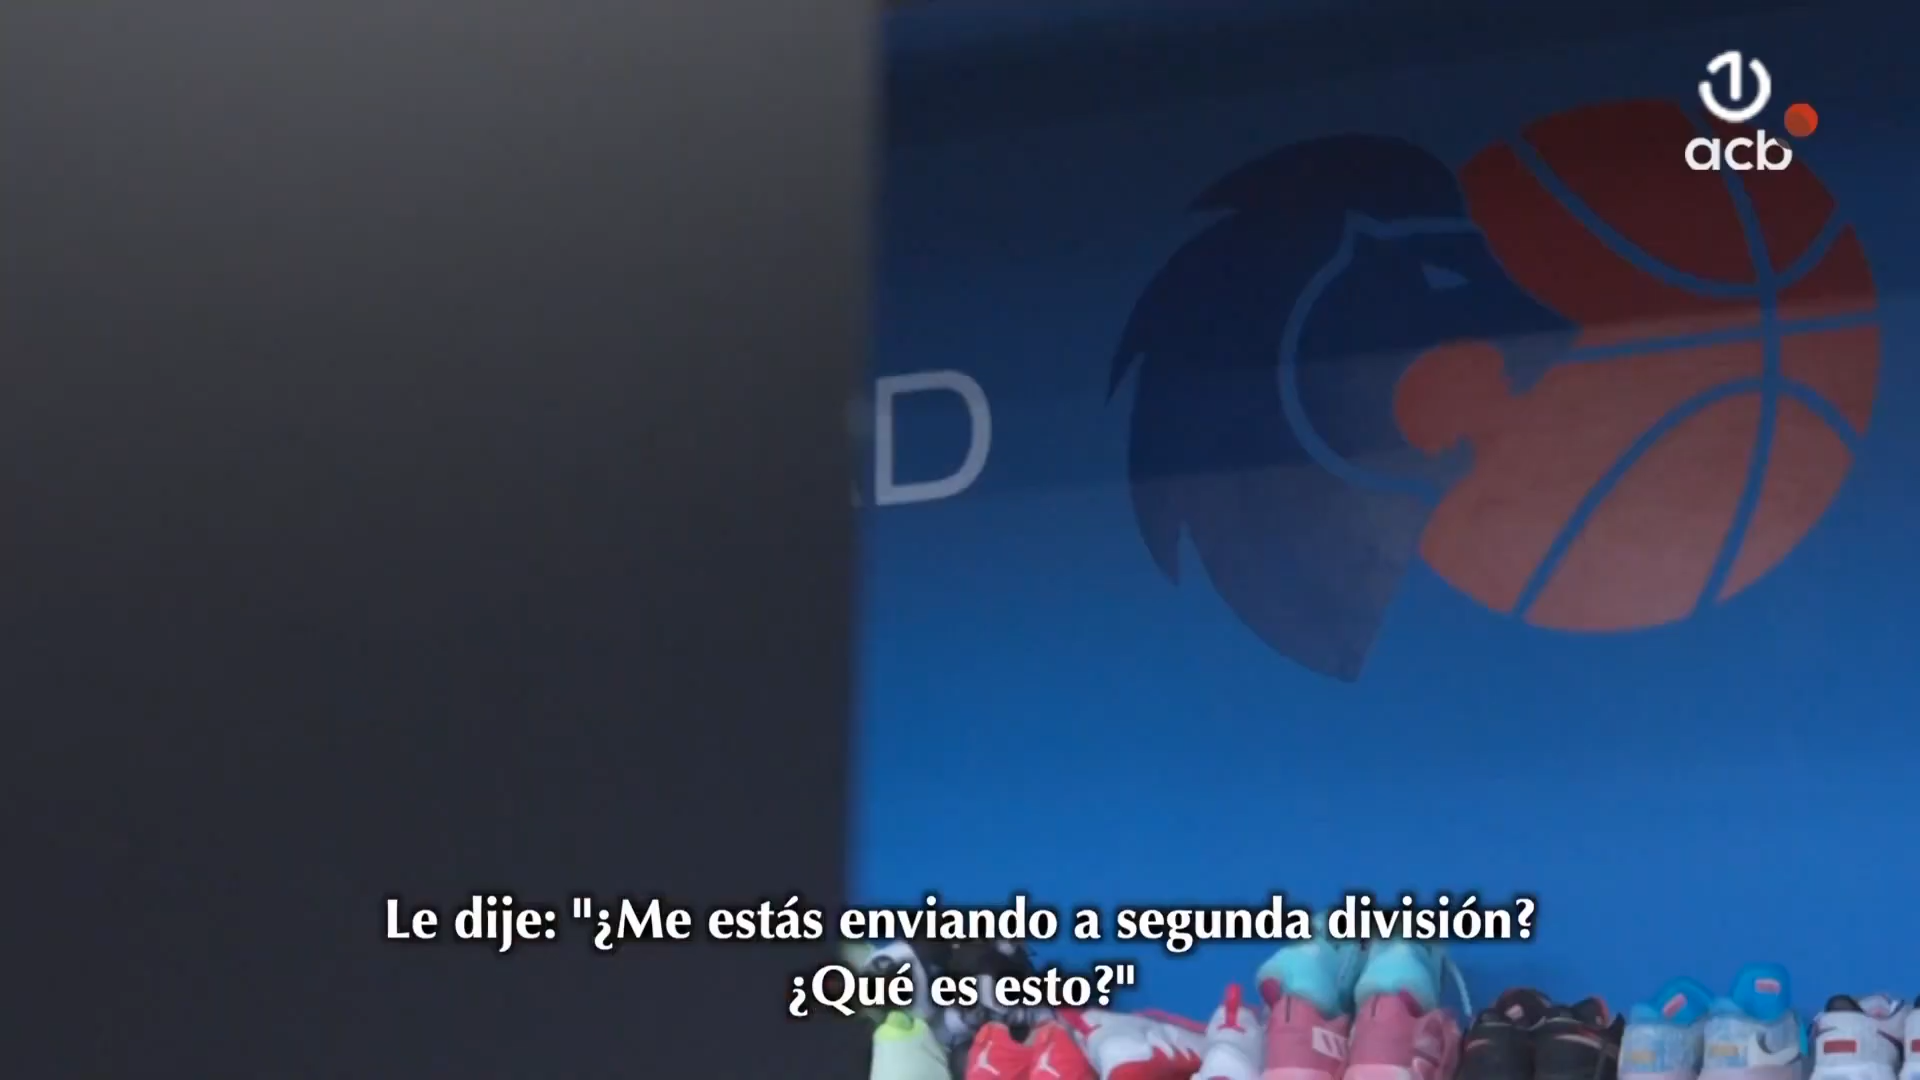 1
acb
D
Le dije: "¿Me estás enviando a segunda división?
¿Qué es esto?"